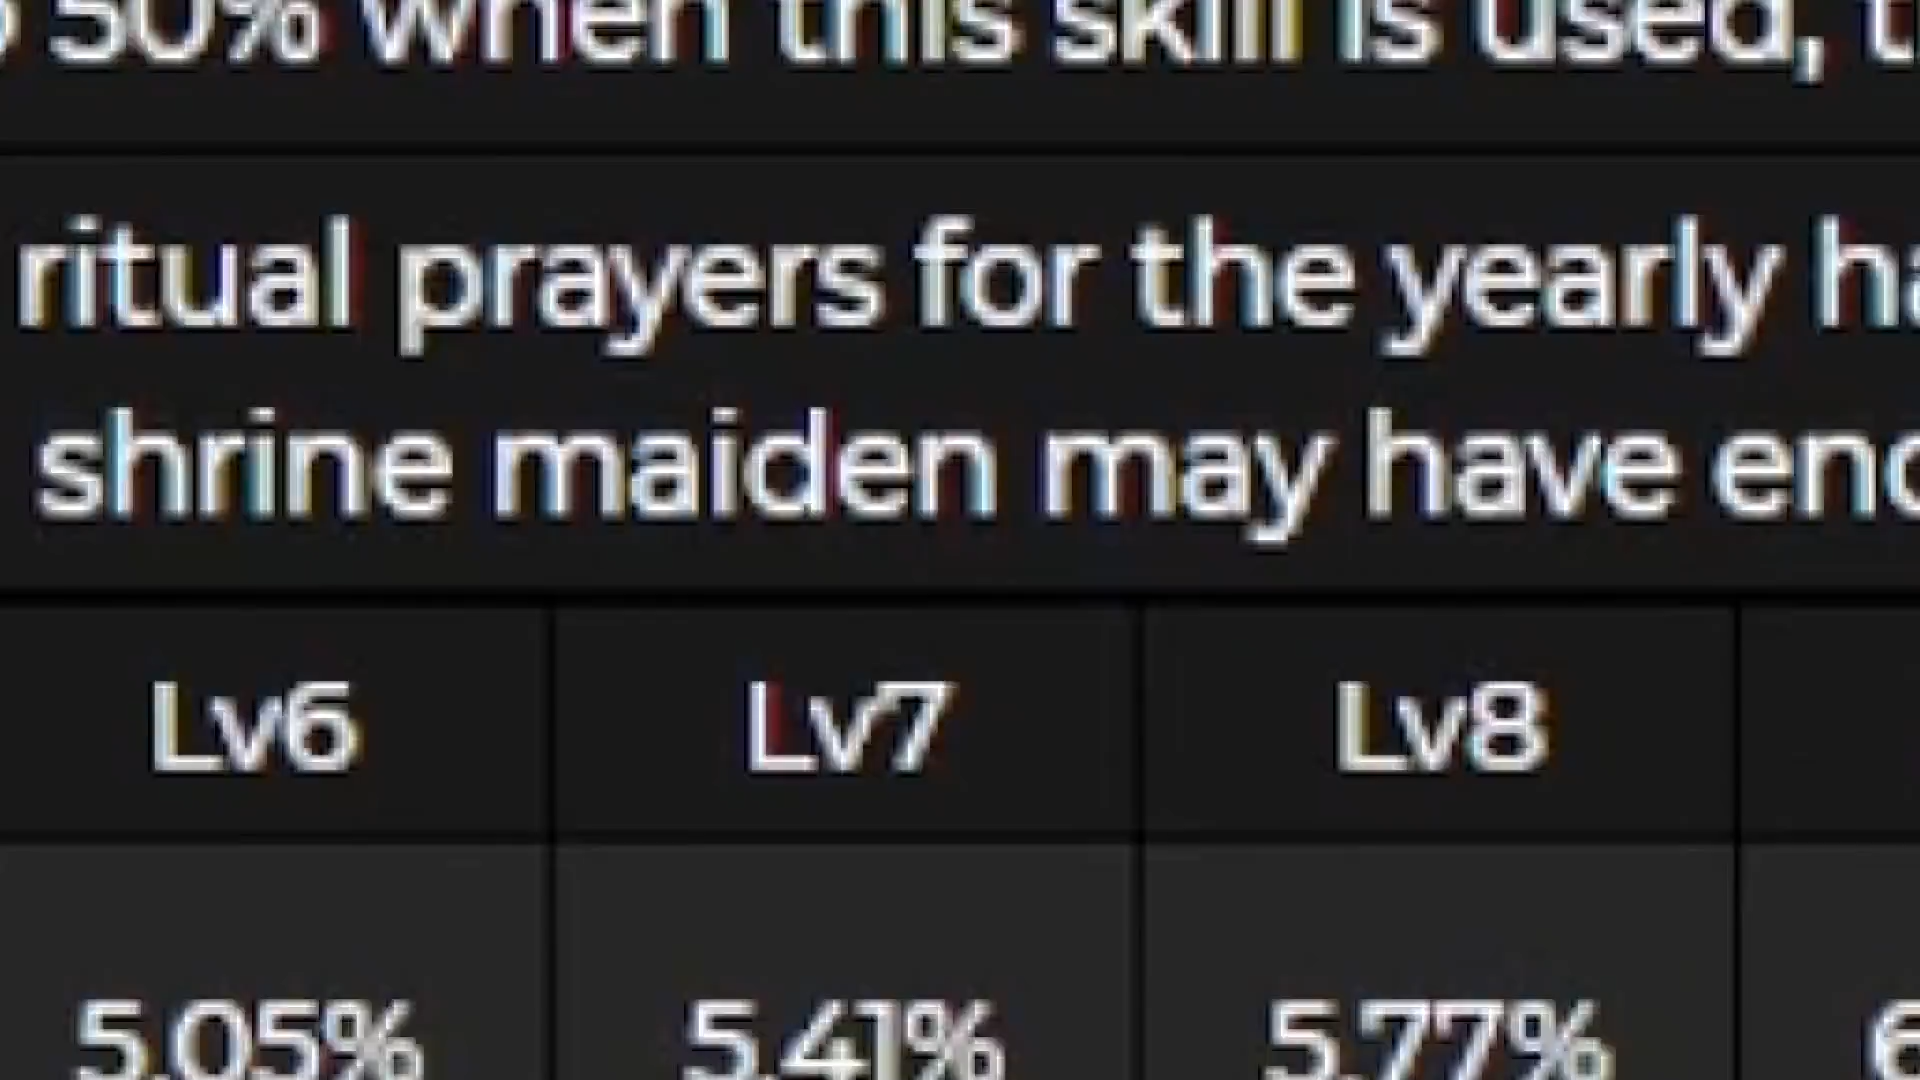 50% when this skill is used,
ritual prayers for the yearly
shrine maiden may have
Lv6 Lv7 Lv8
5.05% 5.41% 5.77%